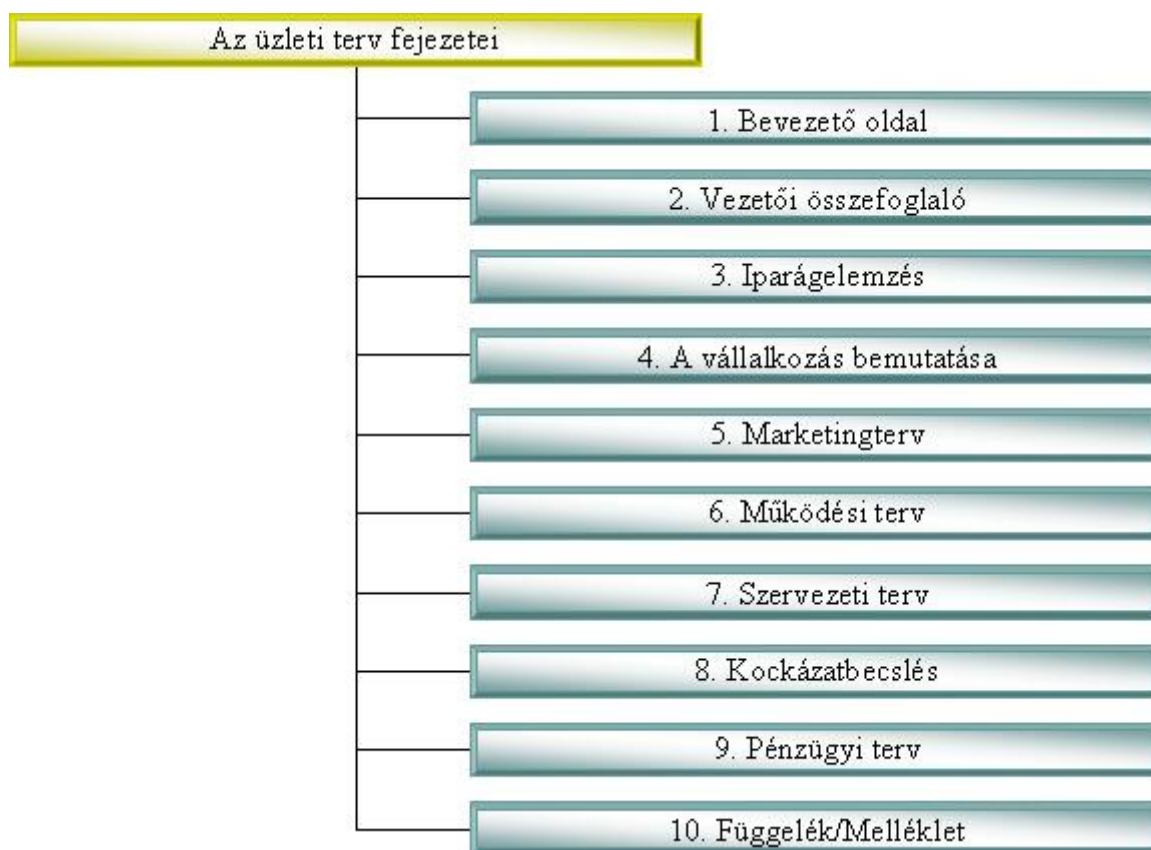 Az üzleti terv fejezetei
1. Bevezető oldal
2. Vezetői összefoglaló
3. Iparágelemzés
4. A vállalkozás bemutatása
5. Marketingterv
6. Működési terv
7. Szervezeti terv
8. Kockázatbecslés
9. Pénzügyi terv
10. Függelék/Melléklet